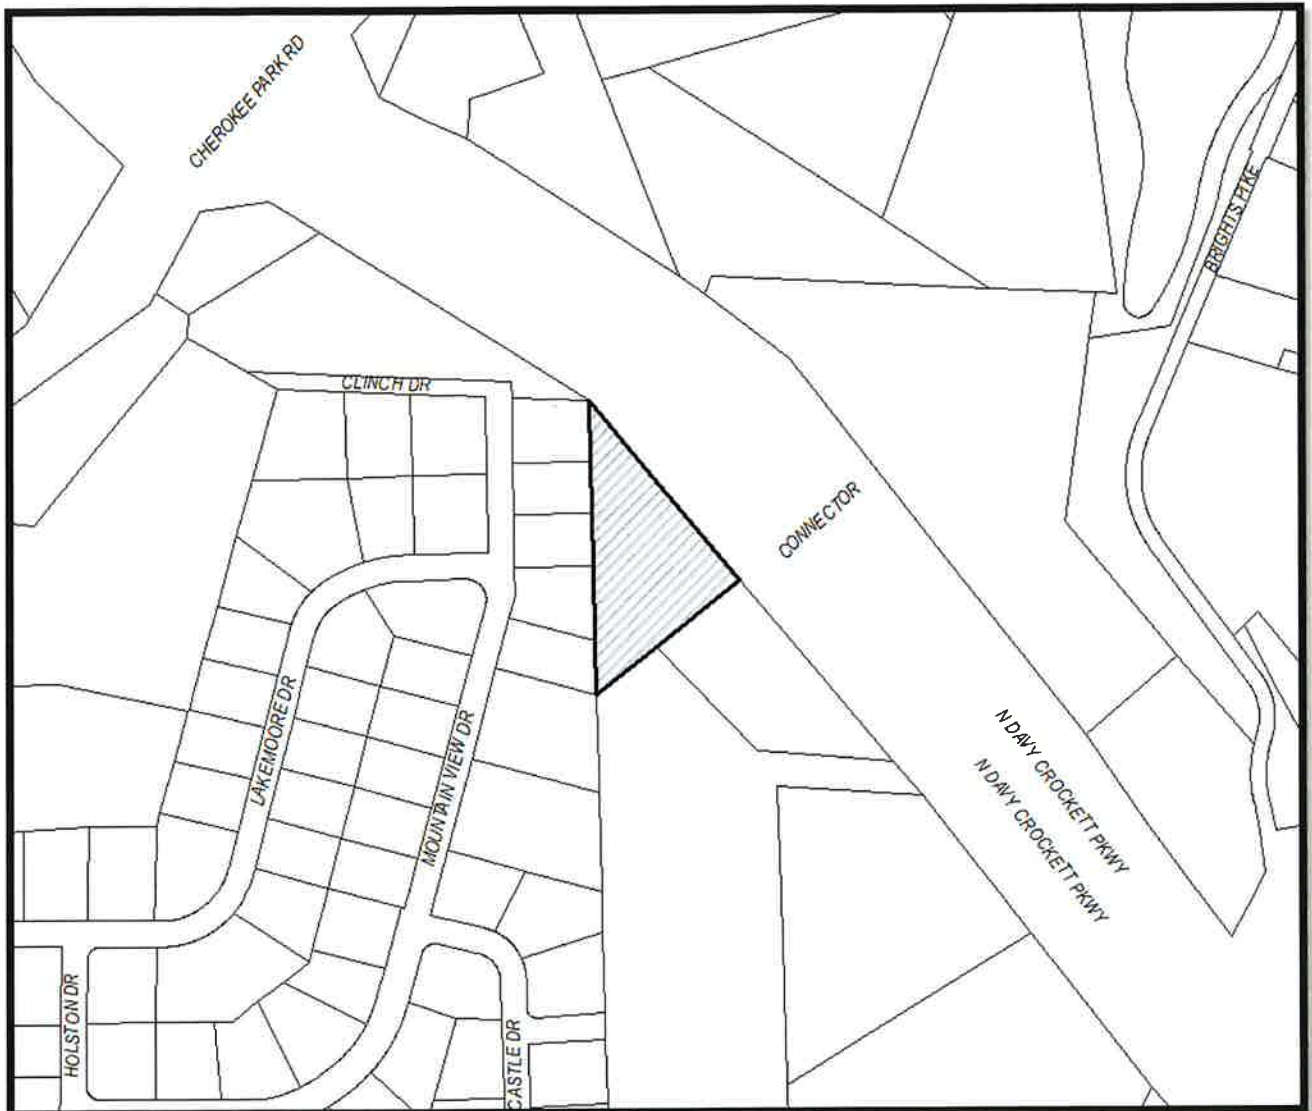 CHEROKEE PARK RD
BRIGHTS PIKE
CLINCH DR
CONNECTOR
LAKEMOORE DR
MOUNTAIN VIEW DR
N DAVY CROCKETT PKWY
N DAVY CROCKETT PKWY
HOLSTON DR
CASTLE DR